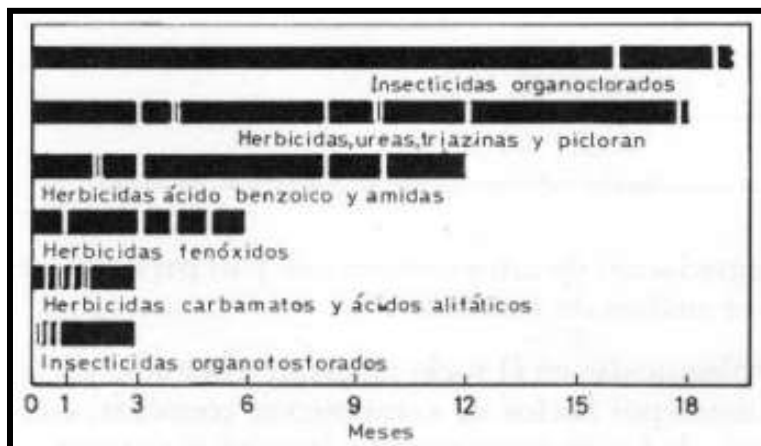 Insecticidas organoclorados
Herbicidas, ureas, triazinas y picloran
Herbicidas ácido benzoico y amidas
Herbicidas fenóxidos
Herbicidas carbamatos y ácidos alifáticos
Insecticidas organofosforados
0 1 3 6 9 12 15 18
Meses